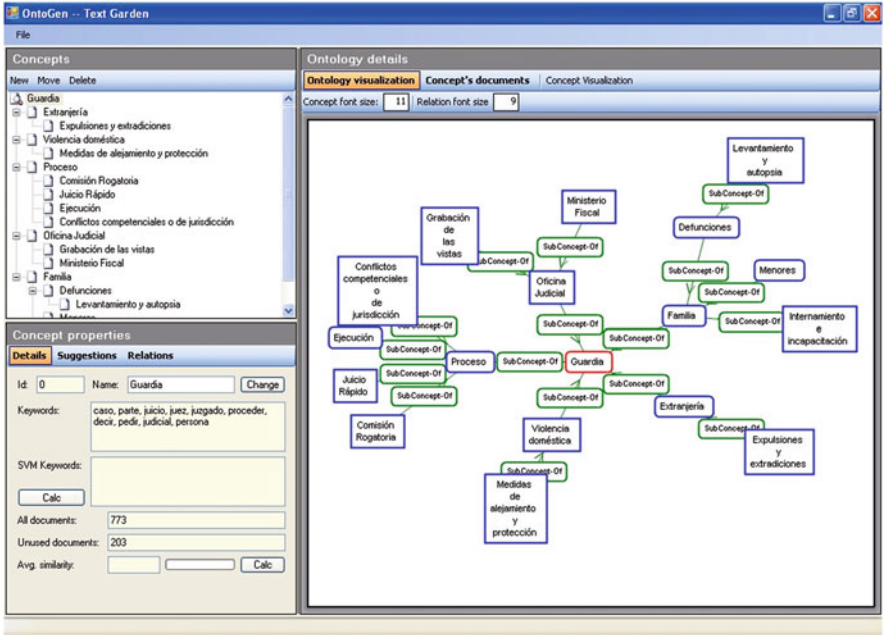 OntoGen -- Text Garden
File
Concepts
New Move Delete
Guardia
Extranjería
Expulsiones y extradiciones
Violencia doméstica
Medidas de alejamiento y protección
Proceso
Comisión Rogatoria
Juicio Rápido
Ejecución
Conflictos competenciales o de jurisdicción
Oficina Judicial
Grabación de las vistas
Ministerio Fiscal
Familia
Defunciones
Levantamiento y autopsia
Menores
Concept properties
Details Suggestions Relations
Id: 0 Name: Guardia Change
Keywords: caso, parte, juicio, juez, juzgado, proceder,
decir, pedir, judicial, persona
SVM Keywords:
Calc
All documents: 773
Unused documents: 203
Avg. similarity: Calc
Ontology details
Ontology visualization Concept's documents Concept Visualization
Concept font size: 11 Relation font size 9
Levantamiento
y
autopsia
SubConcept-Of
Defunciones
SubConcept-Of
Menores
SubConcept-Of
Familia
SubConcept-Of
Internamiento
e
incapacitación
SubConcept-Of
Ministerio
Fiscal
SubConcept-Of
Grabación
de
las
vistas
SubConcept-Of
Oficina
Judicial
SubConcept-Of
Conflictos
competenciales
o
de
jurisdicción
SubConcept-Of
Ejecución
SubConcept-Of
Proceso
SubConcept-Of
Guardia
Juicio
Rápido
SubConcept-Of
SubConcept-Of
Comisión
Rogatoria
SubConcept-Of
Extranjería
SubConcept-Of
Expulsiones
y
extradiciones
SubConcept-Of
Violencia
doméstica
SubConcept-Of
Medidas
de
alejamiento
y
protección